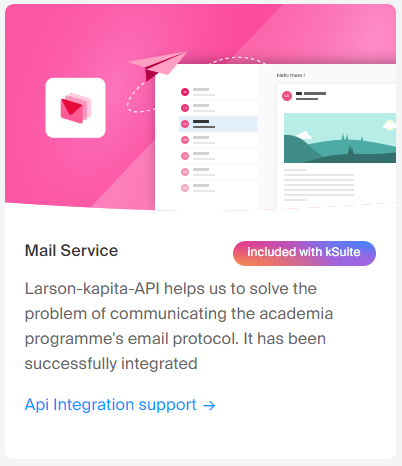 Hello there !
Mail Service
included with kSuite
Larson-kapita-API helps us to solve the
problem of communicating the academia
programme's email protocol. It has been
successfully integrated
Api Integration support →